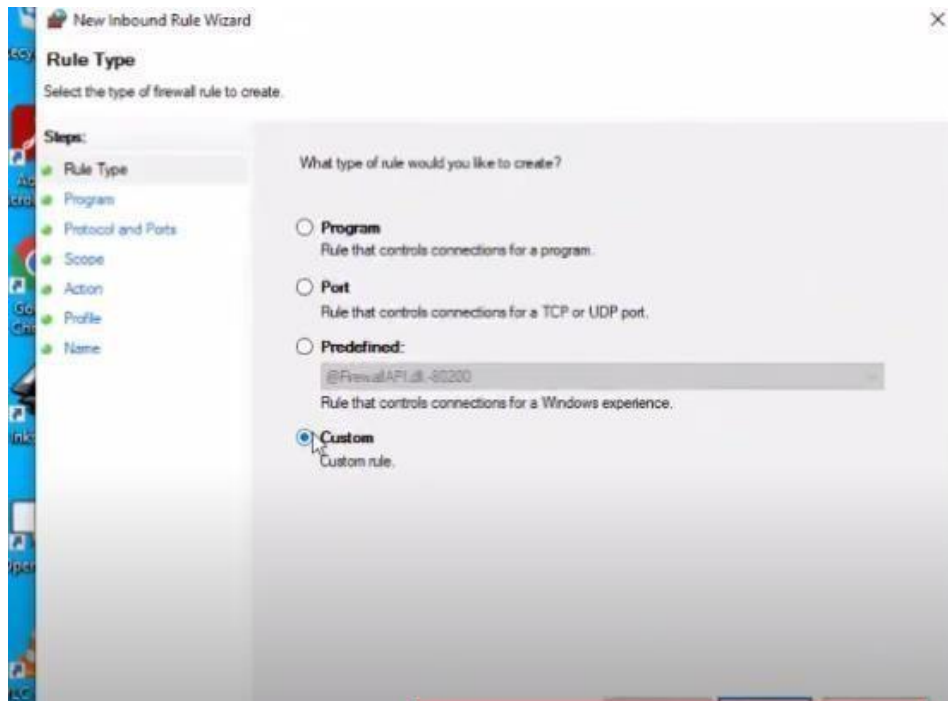 New Inbound Rule Wizard
Rule Type
Select the type of firewall rule to create.
Steps:
Rule Type
Program
Protocol and Ports
Scope
Action
Profile
Name
What type of rule would you like to create?
Program
Rule that controls connections for a program.
Port
Rule that controls connections for a TCP or UDP port.
Predefined:
@FirewallAPI.dll,-80200
Rule that controls connections for a Windows experience.
Custom
Custom rule.